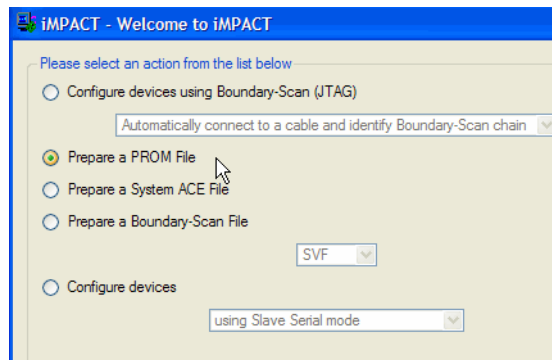 iMPACT - Welcome to iMPACT
Please select an action from the list below
Configure devices using Boundary-Scan (JTAG)
Automatically connect to a cable and identify Boundary-Scan chain
Prepare a PROM File
Prepare a System ACE File
Prepare a Boundary-Scan File
SVF
Configure devices
using Slave Serial mode